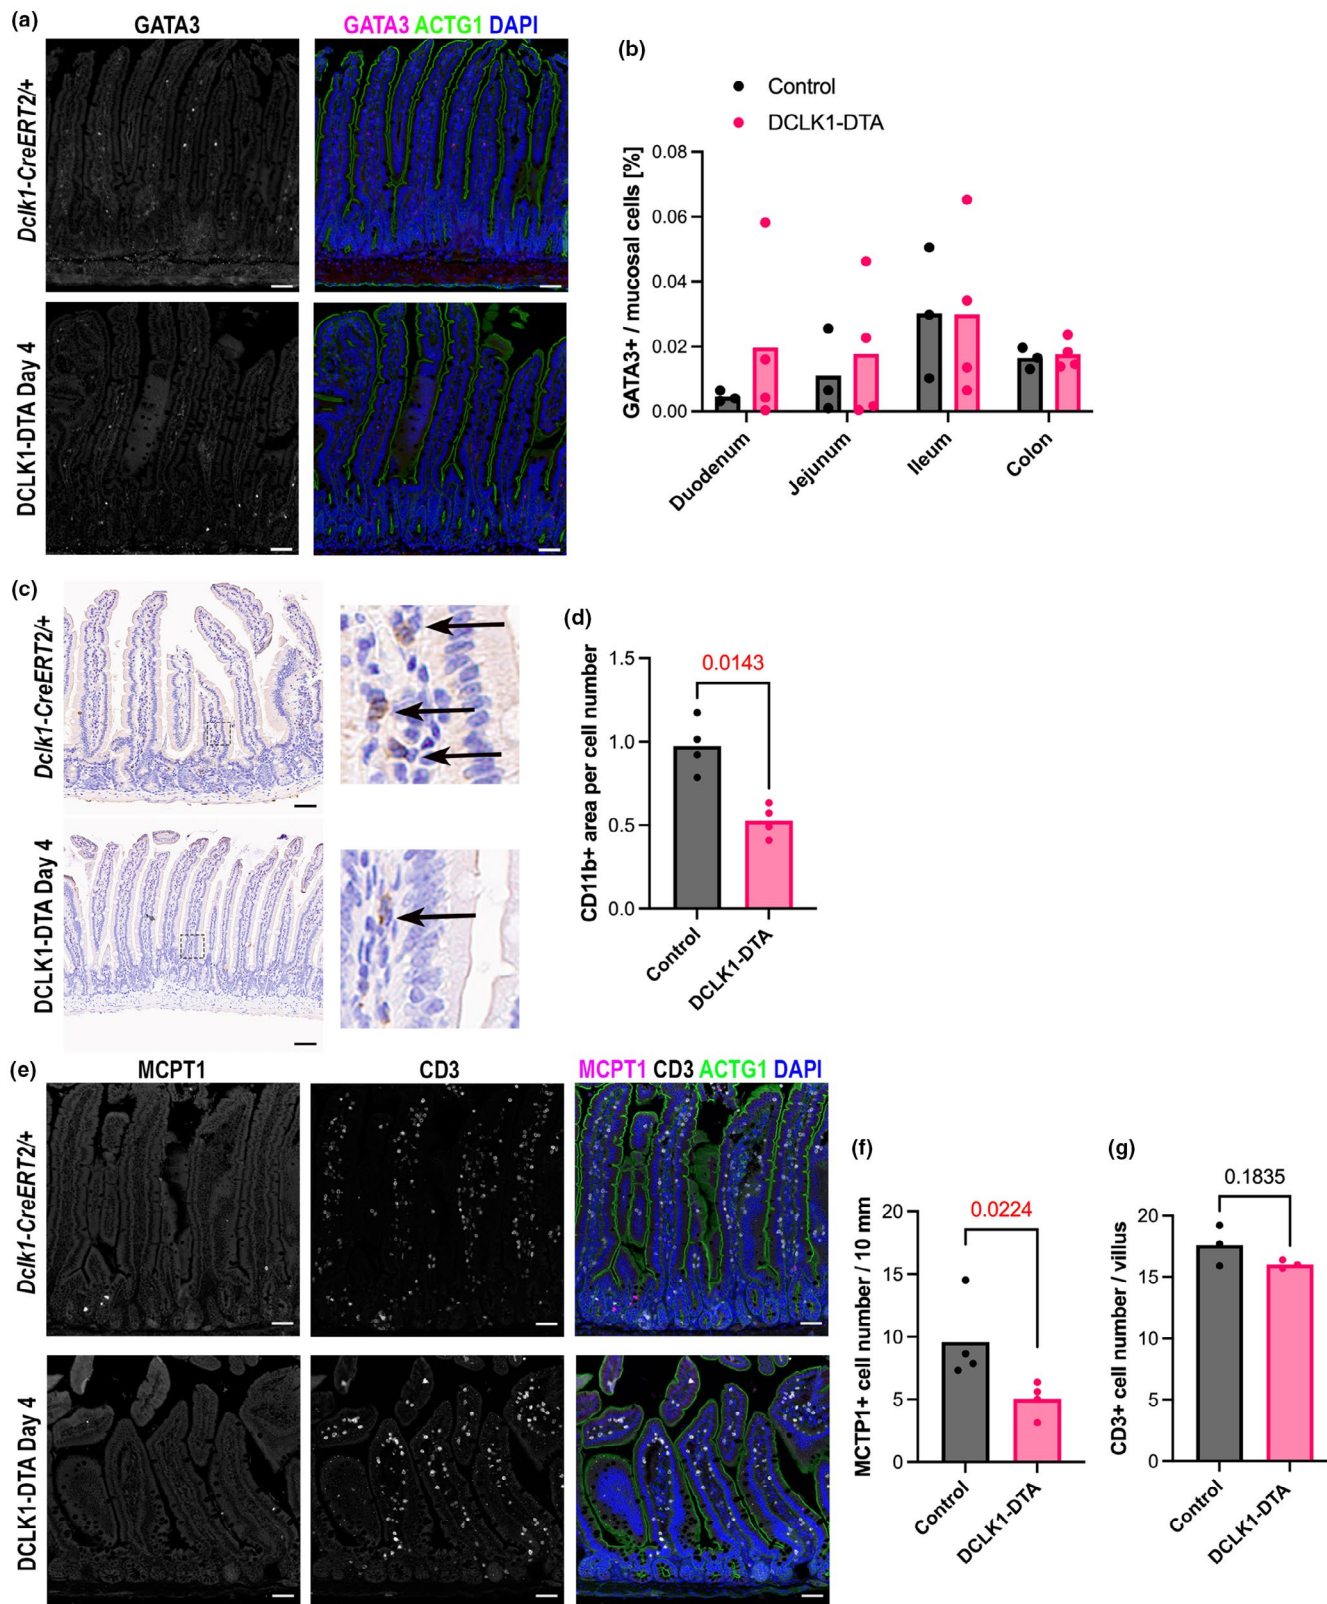 (a)
GATA3
GATA3 ACTG1 DAPI
Dclk1-CreERT2/+
DCLK1-DTA Day 4
(b)
Control
DCLK1-DTA
GATA3+ / mucosal cells [%]
0.08
0.06
0.04
0.02
0.00
Duodenum
Jejunum
Ileum
Colon
(c)
Dclk1-CreERT2/+
DCLK1-DTA Day 4
(d)
CD11b+ area per cell number
0.0143
1.5
1.0
0.5
0.0
Control
DCLK1-DTA
(e)
MCPT1
CD3
MCPT1 CD3 ACTG1 DAPI
Dclk1-CreERT2/+
DCLK1-DTA Day 4
(f)
MCTP1+ cell number / 10 mm
0.0224
20
15
10
5
0
Control
DCLK1-DTA
(g)
CD3+ cell number / villus
0.1835
20
15
10
5
0
Control
DCLK1-DTA